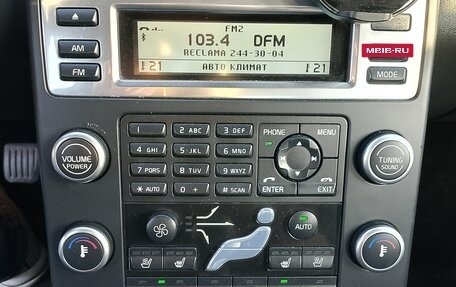 FM2
103.4 DFM
RECLAMA 244-30-04
21 АВТО КЛИМАТ 21
MEIB-RU
AM
FM
MODE
VOLUME
POWER
TUNING
SOUND
1 2 ABC 3 DEF
4 GHI 5 JKL 6 MNO
7 PQRS 8 TUV 9 WXYZ
* AUTO 0 + # SCAN
PHONE MENU
ENTER EXIT
AUTO